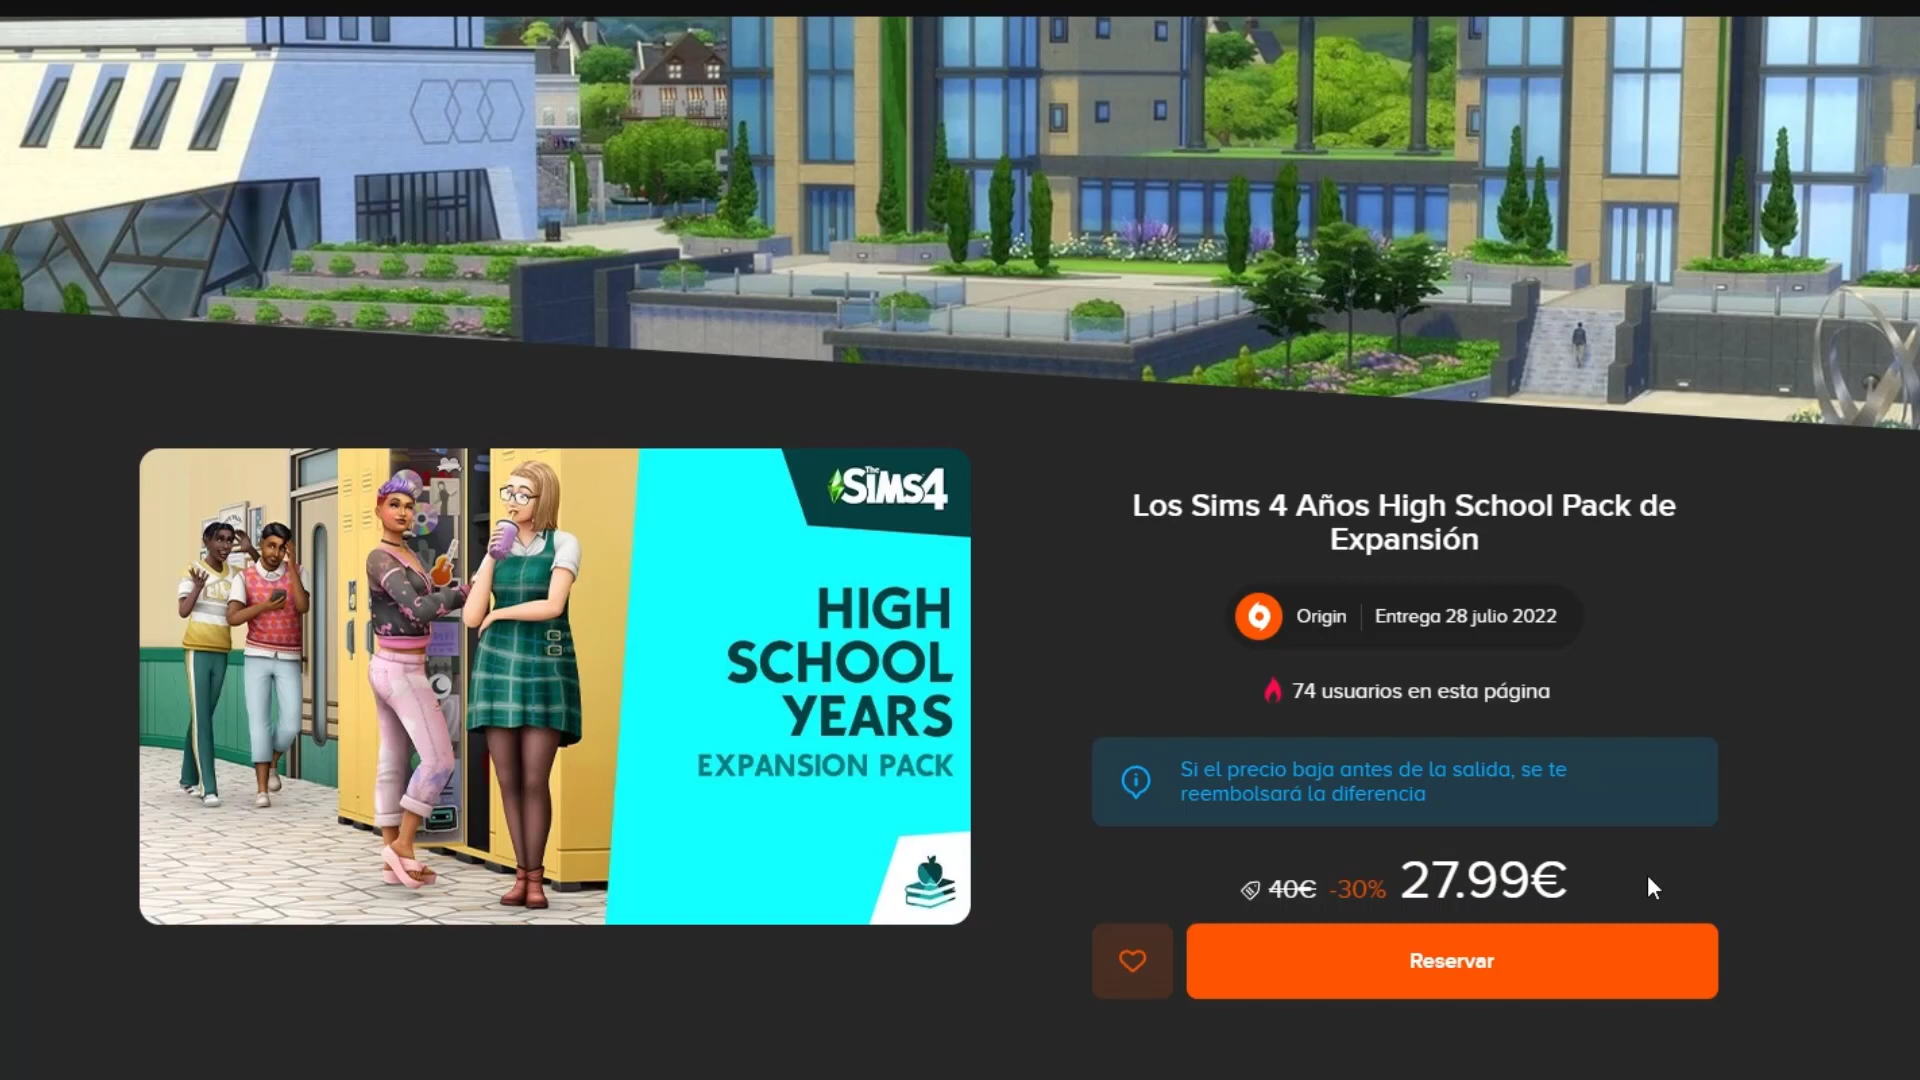 The
SIMS4
HIGH
SCHOOL
YEARS
EXPANSION PACK
Los Sims 4 Años High School Pack de
Expansión
Origin
Entrega 28 julio 2022
74 usuarios en esta página
Si el precio baja antes de la salida, se te
reembolsará la diferencia
40€ -30% 27.99€
Reservar